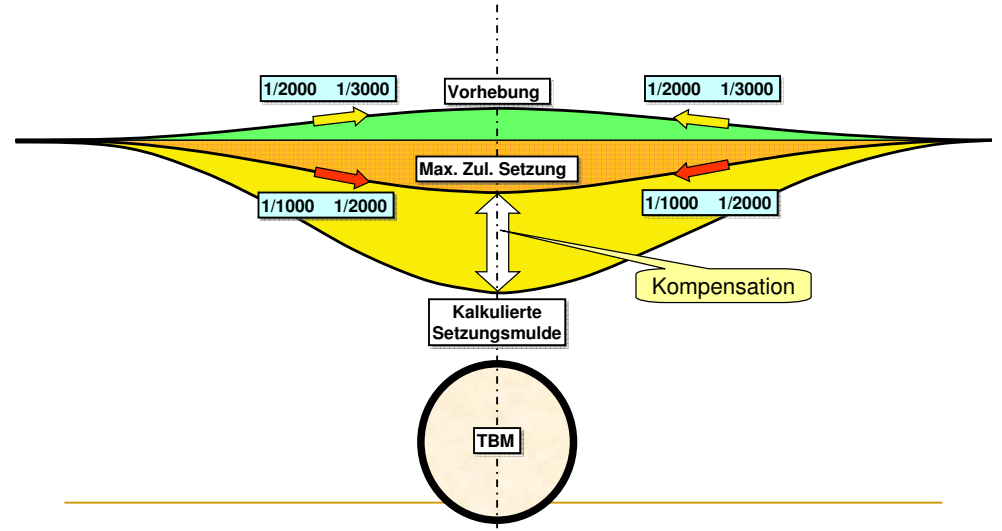 1/2000 1/3000
Vorhebung
1/2000 1/3000
Max. Zul. Setzung
1/1000 1/2000
1/1000 1/2000
Kompensation
Kalkulierte
Setzungsmulde
TBM